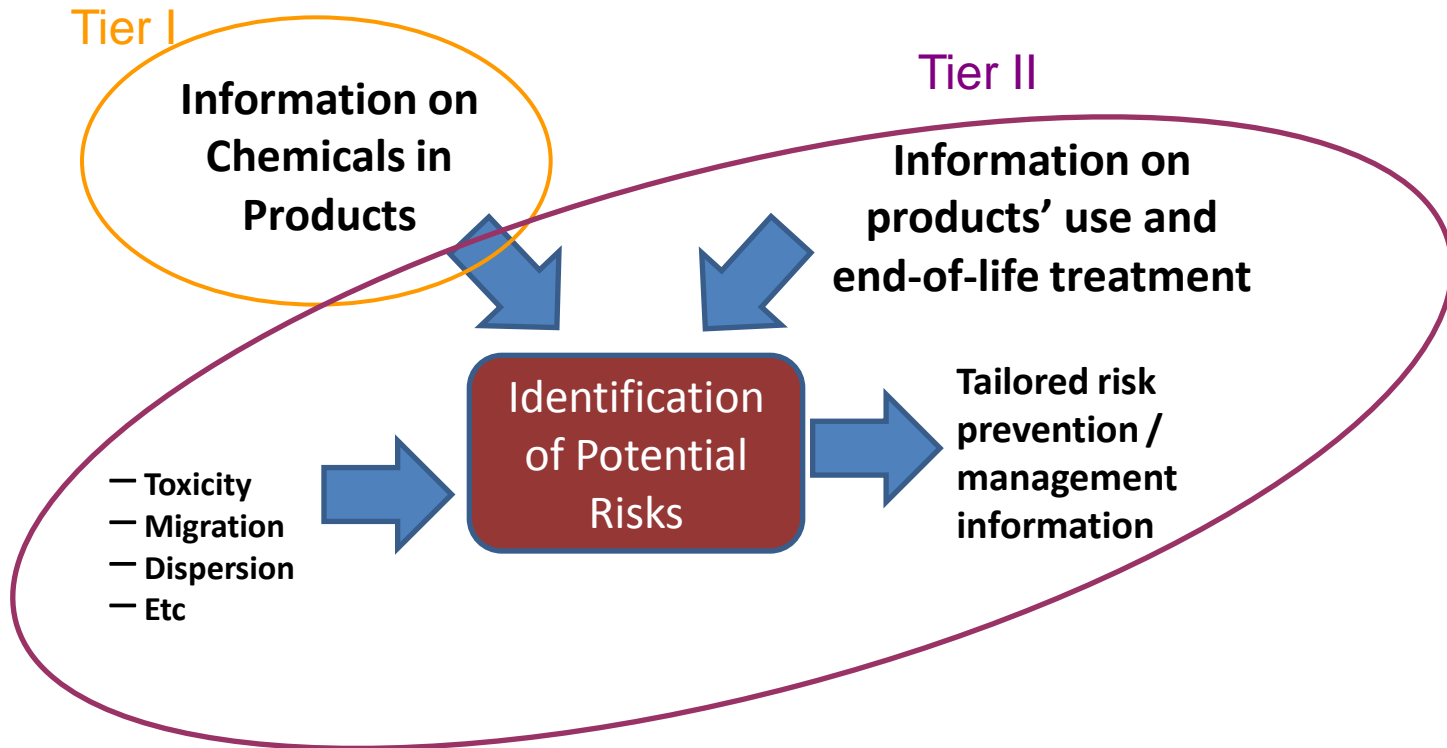 Tier I
Information on
Chemicals in
Products
Tier II
Information on
products’ use and
end-of-life treatment
Identification
of Potential
Risks
– Toxicity
– Migration
– Dispersion
– Etc
Tailored risk
prevention /
management
information